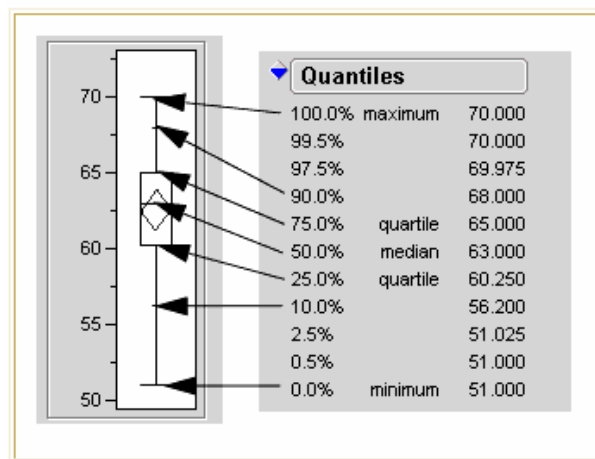 70
65
60
55
50
Quantiles
100.0% maximum 70.000
99.5% 70.000
97.5% 69.975
90.0% 68.000
75.0% quartile 65.000
50.0% median 63.000
25.0% quartile 60.250
10.0% 56.200
2.5% 51.025
0.5% 51.000
0.0% minimum 51.000